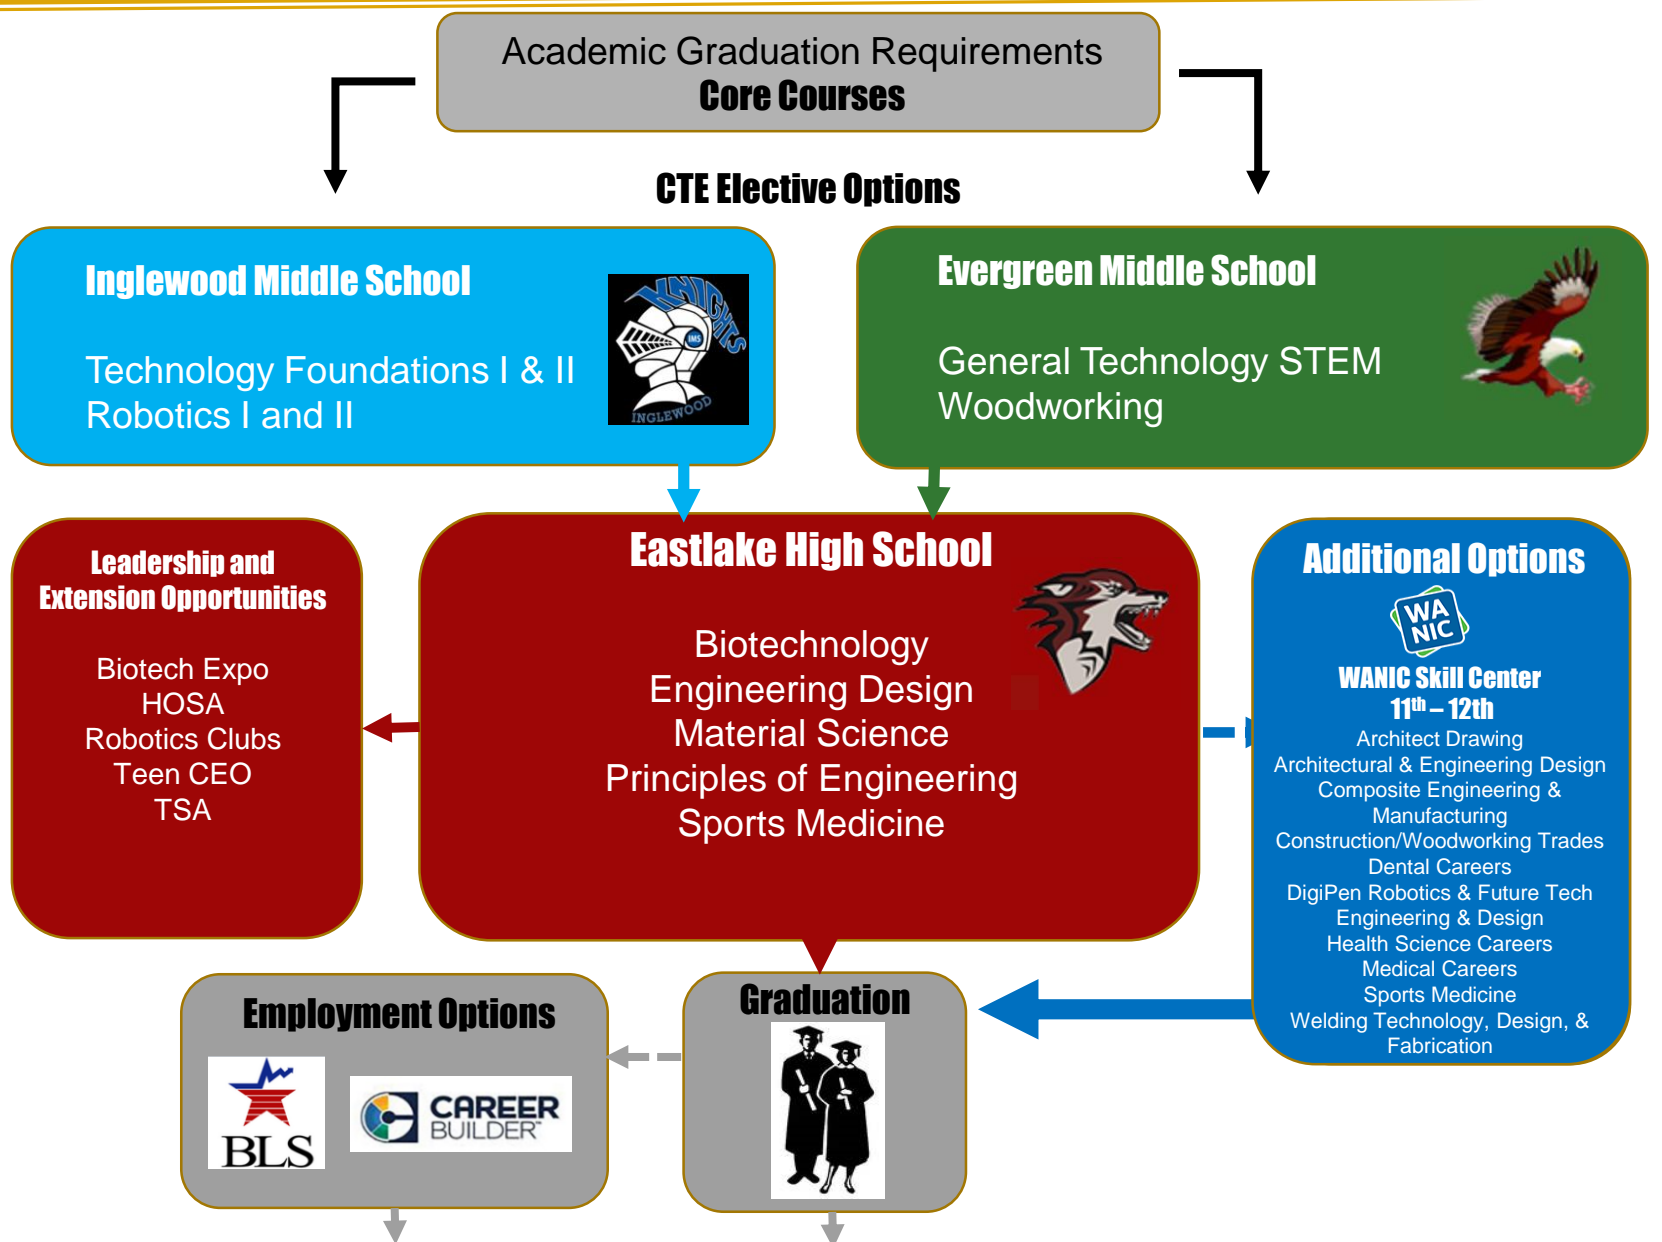 Academic Graduation Requirements
Core Courses
CTE Elective Options
Inglewood Middle School
Technology Foundations I & II
Robotics I and II
KNIGHTS
IMS
INGLEWOOD
Evergreen Middle School
General Technology STEM
Woodworking
Leadership and
Extension Opportunities
Biotech Expo
HOSA
Robotics Clubs
Teen CEO
TSA
Eastlake High School
Biotechnology
Engineering Design
Material Science
Principles of Engineering
Sports Medicine
Additional Options
WA
NIC
WANIC Skill Center
11th – 12th
Architect Drawing
Architectural & Engineering Design
Composite Engineering &
Manufacturing
Construction/Woodworking Trades
Dental Careers
DigiPen Robotics & Future Tech
Engineering & Design
Health Science Careers
Medical Careers
Sports Medicine
Welding Technology, Design, &
Fabrication
Employment Options
BLS
CAREER
BUILDER™
Graduation